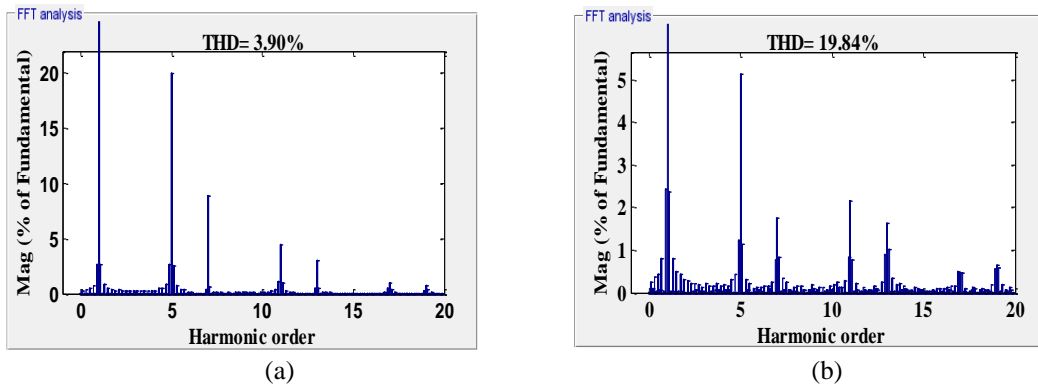 FFT analysis
THD= 3.90%
Mag (% of Fundamental)
20
15
10
5
0
0 5 10 15 20
Harmonic order
(a)
FFT analysis
THD= 19.84%
Mag (% of Fundamental)
5
4
3
2
1
0
0 5 10 15 20
Harmonic order
(b)